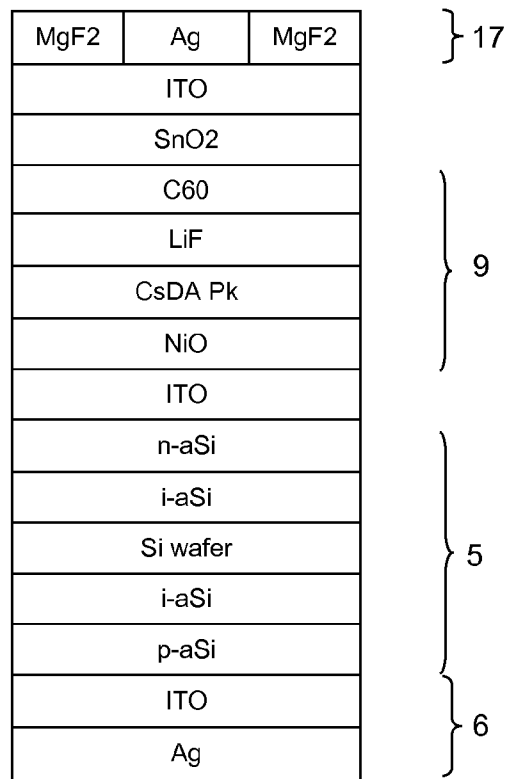 MgF2 Ag MgF2 17
ITO
SnO2
C60
LiF
9
CsDA Pk
NiO
ITO
n-aSi
i-aSi
Si wafer 5
i-aSi
p-aSi
ITO
6
Ag